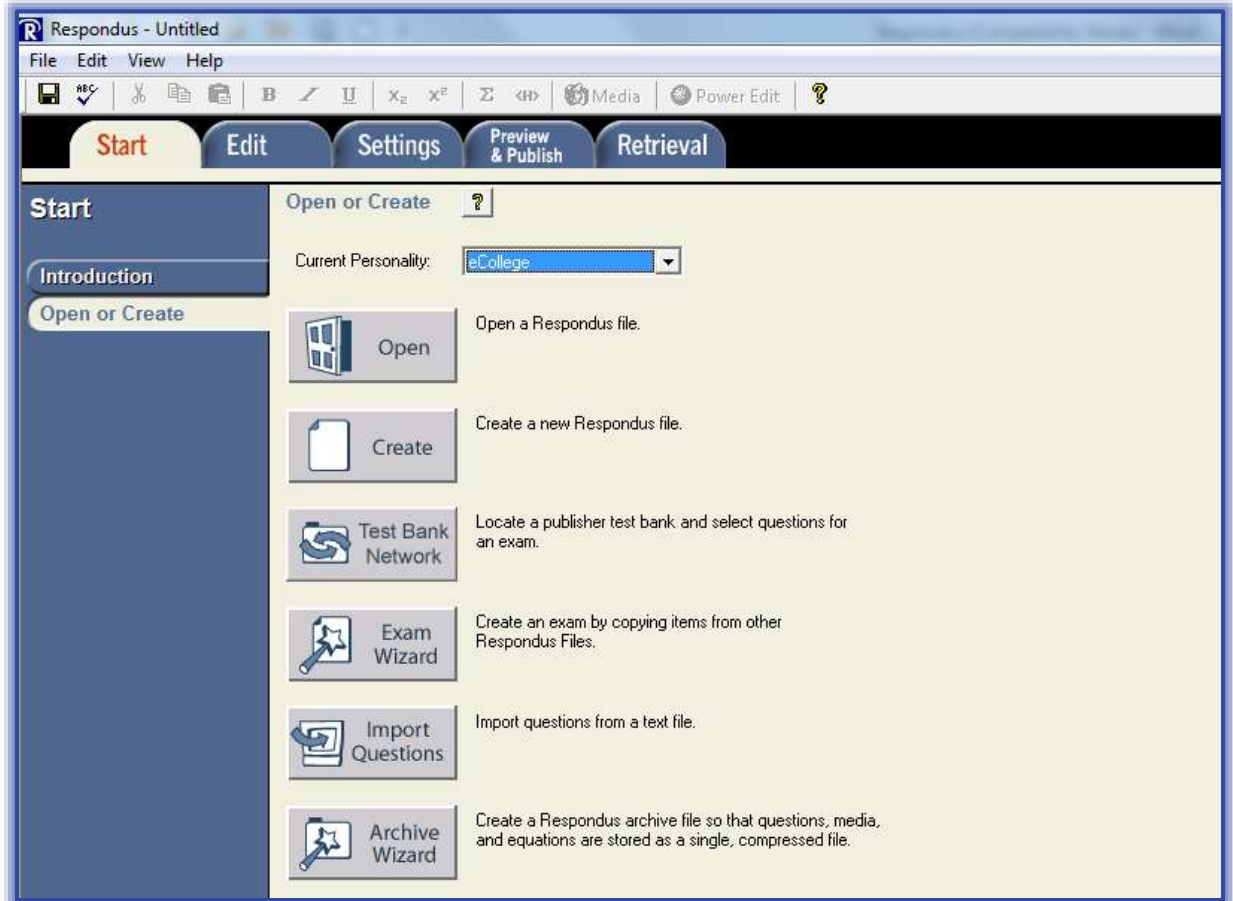 Respondus - Untitled
File Edit View Help
ABC B I U X₂ X² Σ <H> Media Power Edit ?
Start Edit Settings Preview & Publish Retrieval
Start
Introduction
Open or Create
Open or Create ?
Current Personality: eCollege
Open
Open a Respondus file.
Create
Create a new Respondus file.
Test Bank
Network
Locate a publisher test bank and select questions for
an exam.
Exam
Wizard
Create an exam by copying items from other
Respondus Files.
Import
Questions
Import questions from a text file.
Archive
Wizard
Create a Respondus archive file so that questions, media,
and equations are stored as a single, compressed file.